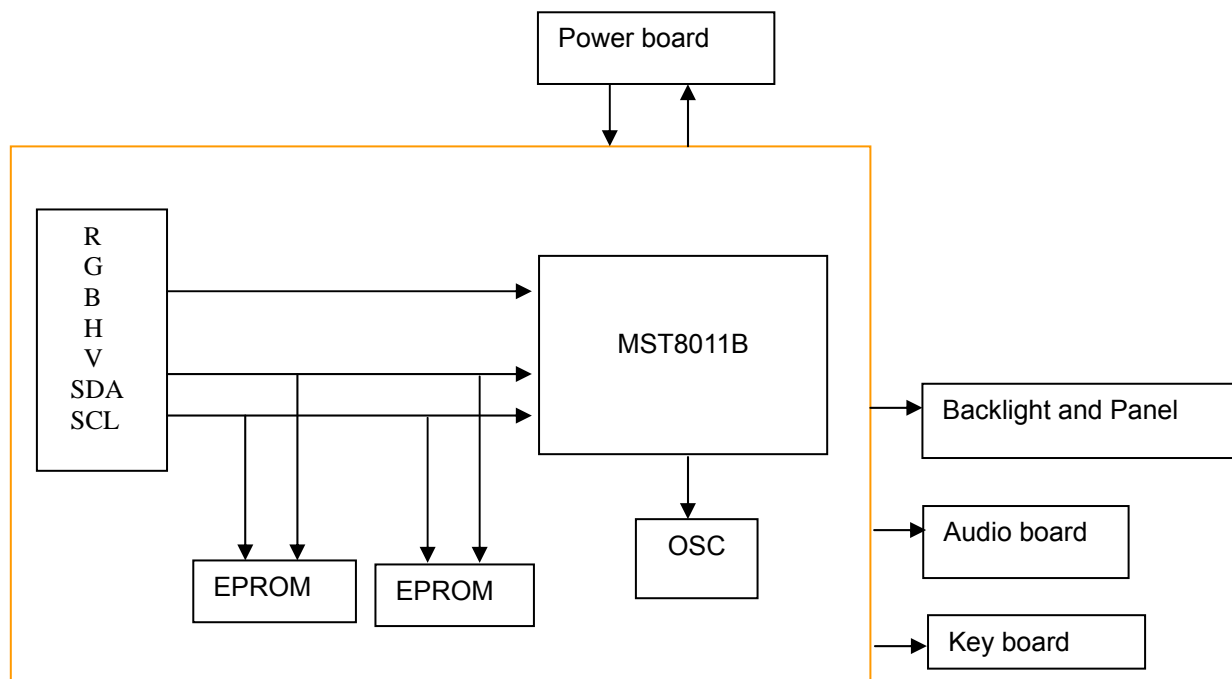 Power board
R
G
B
H
V
SDA
SCL
MST8011B
Backlight and Panel
OSC
Audio board
EPROM
EPROM
Key board